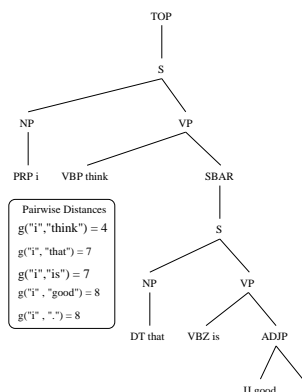 TOP
S
NP VP
PRP i VBP think SBAR
Pairwise Distances
g("i","think") = 4
S
g("i", "that") = 7
g("i","is") = 7
NP VP
g("i" , "good") = 8
g("i" , ".") = 8
DT that VBZ is ADJP
JJ good